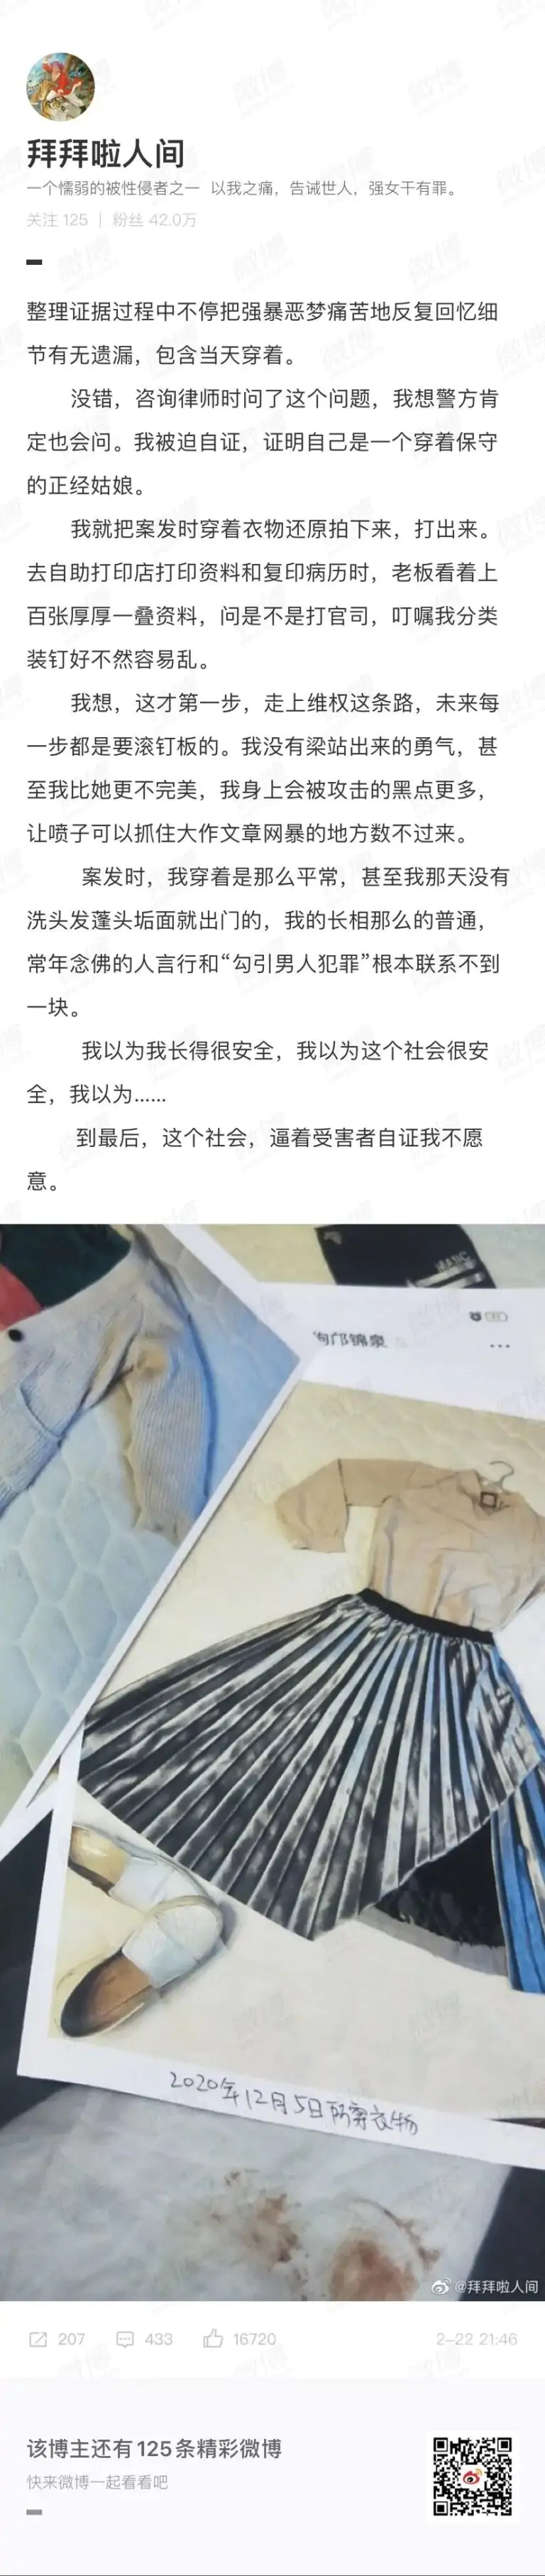 拜拜啦人间
一个懦弱的被性侵者之一 以我之痛，告诫世人，强女干有罪。
关注 125 | 粉丝 42.0万
整理证据过程中不停把强暴恶梦痛苦地反复回忆细
节有无遗漏，包含当天穿着。
没错，咨询律师时问了这个问题，我想警方肯
定也会问。我被迫自证，证明自己是一个穿着保守
的正经姑娘。
我就把案发时穿着衣物还原拍下来，打出来。
去自助打印店打印资料和复印病历时，老板看着上
百张厚厚一叠资料，问是不是打官司，叮嘱我分类
装钉好不然容易乱。
我想，这才第一步，走上维权这条路，未来每
一步都是要滚钉板的。我没有梁站出来的勇气，甚
至我比她更不完美，我身上会被攻击的黑点更多，
让喷子可以抓住大作文章网暴的地方数不过来。
案发时，我穿着是那么平常，甚至我那天没有
洗头发蓬头垢面就出门的，我的长相那么的普通，
常年念佛的人言行和“勾引男人犯罪”根本联系不到
一块。
我以为我长得很安全，我以为这个社会很安
全，我以为……
到最后，这个社会，逼着受害者自证我不愿
意。
2020年12月5日所穿衣物
@拜拜啦人间
207 433 16720 2-22 21:46
该博主还有125条精彩微博
快来微博一起看看吧